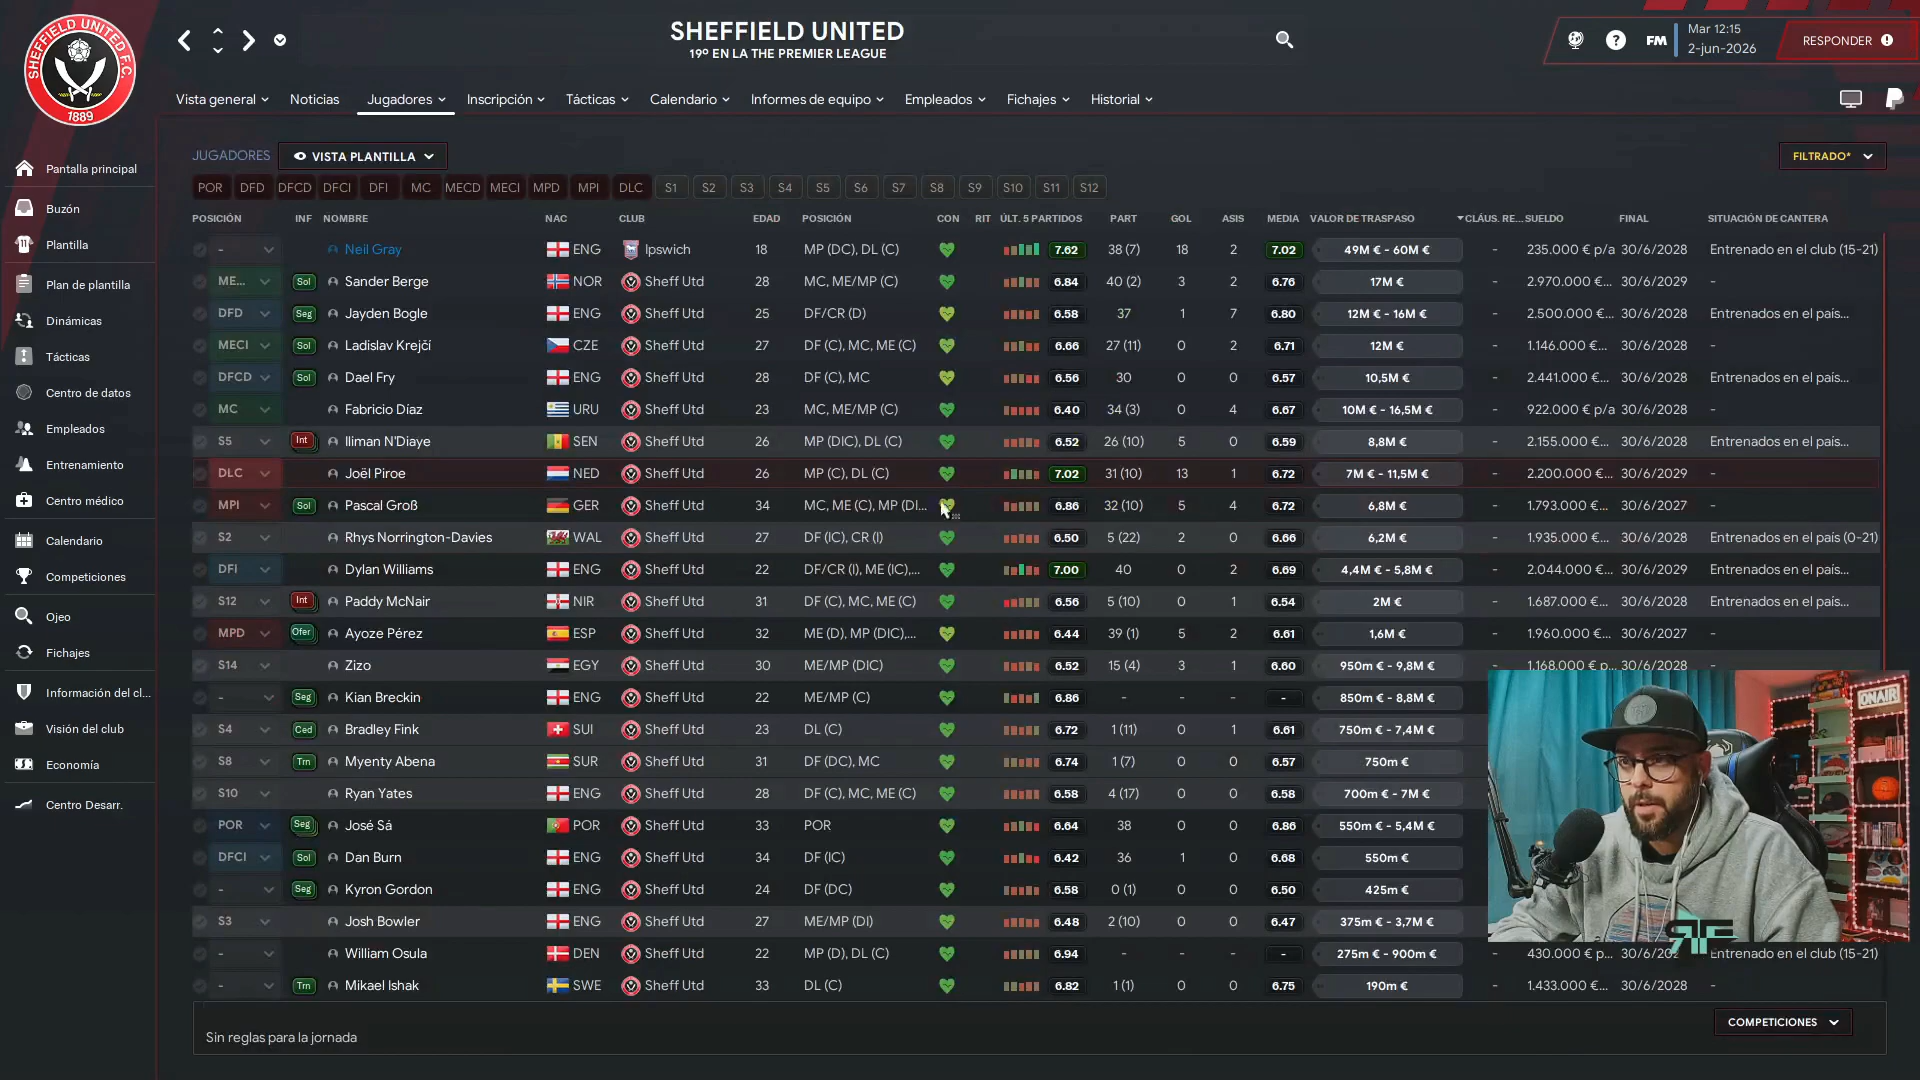 SHEFFIELD UNITED F.C.
1889
SHEFFIELD UNITED
19º EN LA THE PREMIER LEAGUE
FM
Mar 12:15
2-jun-2026
RESPONDER
Vista general Noticias Jugadores Inscripción Tácticas Calendario Informes de equipo Empleados Fichajes Historial
Pantalla principal
Buzón
Plantilla
Plan de plantilla
Dinámicas
Tácticas
Centro de datos
Empleados
Entrenamiento
Centro médico
Calendario
Competiciones
Ojeo
Fichajes
Información del cl...
Visión del club
Economía
Centro Desarr.
JUGADORES VISTA PLANTILLA FILTRADO*
POR DFD DFCD DFCI DFI MC MECD MECI MPD MPI DLC S1 S2 S3 S4 S5 S6 S7 S8 S9 S10 S11 S12
POSICIÓN INF NOMBRE NAC CLUB EDAD POSICIÓN CON RIT ÚLT. 5 PARTIDOS PART GOL ASIS MEDIA VALOR DE TRASPASO CLÁUS. RE... SUELDO FINAL SITUACIÓN DE CANTERA
- Neil Gray ENG Ipswich 18 MP (DC), DL (C) 7.62 38 (7) 18 2 7.02 49M € - 60M € - 235.000 € p/a 30/6/2028 Entrenado en el club (15-21)
ME... Sol Sander Berge NOR Sheff Utd 28 MC, ME/MP (C) 6.84 40 (2) 3 2 6.76 17M € - 2.970.000 €... 30/6/2029 -
DFD Seg Jayden Bogle ENG Sheff Utd 25 DF/CR (D) 6.58 37 1 7 6.80 12M € - 16M € - 2.500.000 €... 30/6/2028 Entrenados en el país...
MECI Sol Ladislav Krejčí CZE Sheff Utd 27 DF (C), MC, ME (C) 6.66 27 (11) 0 2 6.71 12M € - 1.146.000 €... 30/6/2028 -
DFCD Sol Dael Fry ENG Sheff Utd 28 DF (C), MC 6.56 30 0 0 6.57 10,5M € - 2.441.000 €... 30/6/2028 Entrenados en el país...
MC Fabricio Díaz URU Sheff Utd 23 MC, ME/MP (C) 6.40 34 (3) 0 4 6.67 10M € - 16,5M € - 922.000 € p/a 30/6/2028 -
S5 Int Iliman N'Diaye SEN Sheff Utd 26 MP (DIC), DL (C) 6.52 26 (10) 5 0 6.59 8,8M € - 2.155.000 €... 30/6/2028 Entrenados en el país...
DLC Joël Piroe NED Sheff Utd 26 MP (C), DL (C) 7.02 31 (10) 13 1 6.72 7M € - 11,5M € - 2.200.000 €... 30/6/2029 -
MPI Sol Pascal Groß GER Sheff Utd 34 MC, ME (C), MP (DI... 6.86 32 (10) 5 4 6.72 6,8M € - 1.793.000 €... 30/6/2027 -
S2 Rhys Norrington-Davies WAL Sheff Utd 27 DF (IC), CR (I) 6.50 5 (22) 2 0 6.66 6,2M € - 1.935.000 €... 30/6/2028 Entrenados en el país (0-21)
DFI Dylan Williams ENG Sheff Utd 22 DF/CR (I), ME (IC),... 7.00 40 0 2 6.69 4,4M € - 5,8M € - 2.044.000 €... 30/6/2029 Entrenados en el país...
S12 Int Paddy McNair NIR Sheff Utd 31 DF (C), MC, ME (C) 6.56 5 (10) 0 1 6.54 2M € - 1.687.000 €... 30/6/2028 Entrenados en el país...
MPD Ofer Ayoze Pérez ESP Sheff Utd 32 ME (D), MP (DIC),... 6.44 39 (1) 5 2 6.61 1,6M € - 1.960.000 €... 30/6/2027 -
S14 Zizo EGY Sheff Utd 30 ME/MP (DIC) 6.52 15 (4) 3 1 6.60 950m € - 9,8M € - 1.168.000 € p... 30/6/2028 -
- Seg Kian Breckin ENG Sheff Utd 22 ME/MP (C) 6.86 - - - - 850m € - 8,8M €
S4 Ced Bradley Fink SUI Sheff Utd 23 DL (C) 6.72 1 (11) 0 1 6.61 750m € - 7,4M €
S8 Trn Myenty Abena SUR Sheff Utd 31 DF (DC), MC 6.74 1 (7) 0 0 6.57 750m €
S10 Ryan Yates ENG Sheff Utd 28 DF (C), MC, ME (C) 6.58 4 (17) 0 0 6.58 700m € - 7M €
POR Seg José Sá POR Sheff Utd 33 POR 6.64 38 0 0 6.86 550m € - 5,4M €
DFCI Sol Dan Burn ENG Sheff Utd 34 DF (IC) 6.42 36 1 0 6.68 550m €
- Seg Kyron Gordon ENG Sheff Utd 24 DF (DC) 6.58 0 (1) 0 0 6.50 425m €
S3 Josh Bowler ENG Sheff Utd 27 ME/MP (DI) 6.48 2 (10) 0 0 6.47 375m € - 3,7M €
- William Osula DEN Sheff Utd 22 MP (D), DL (C) 6.94 - - - - 275m € - 900m € - 430.000 € p... 30/6/202 Entrenado en el club (15-21)
- Trn Mikael Ishak SWE Sheff Utd 33 DL (C) 6.82 1 (1) 0 0 6.75 190m € - 1.433.000 €... 30/6/2028 -
ON AIR
Sin reglas para la jornada
COMPETICIONES